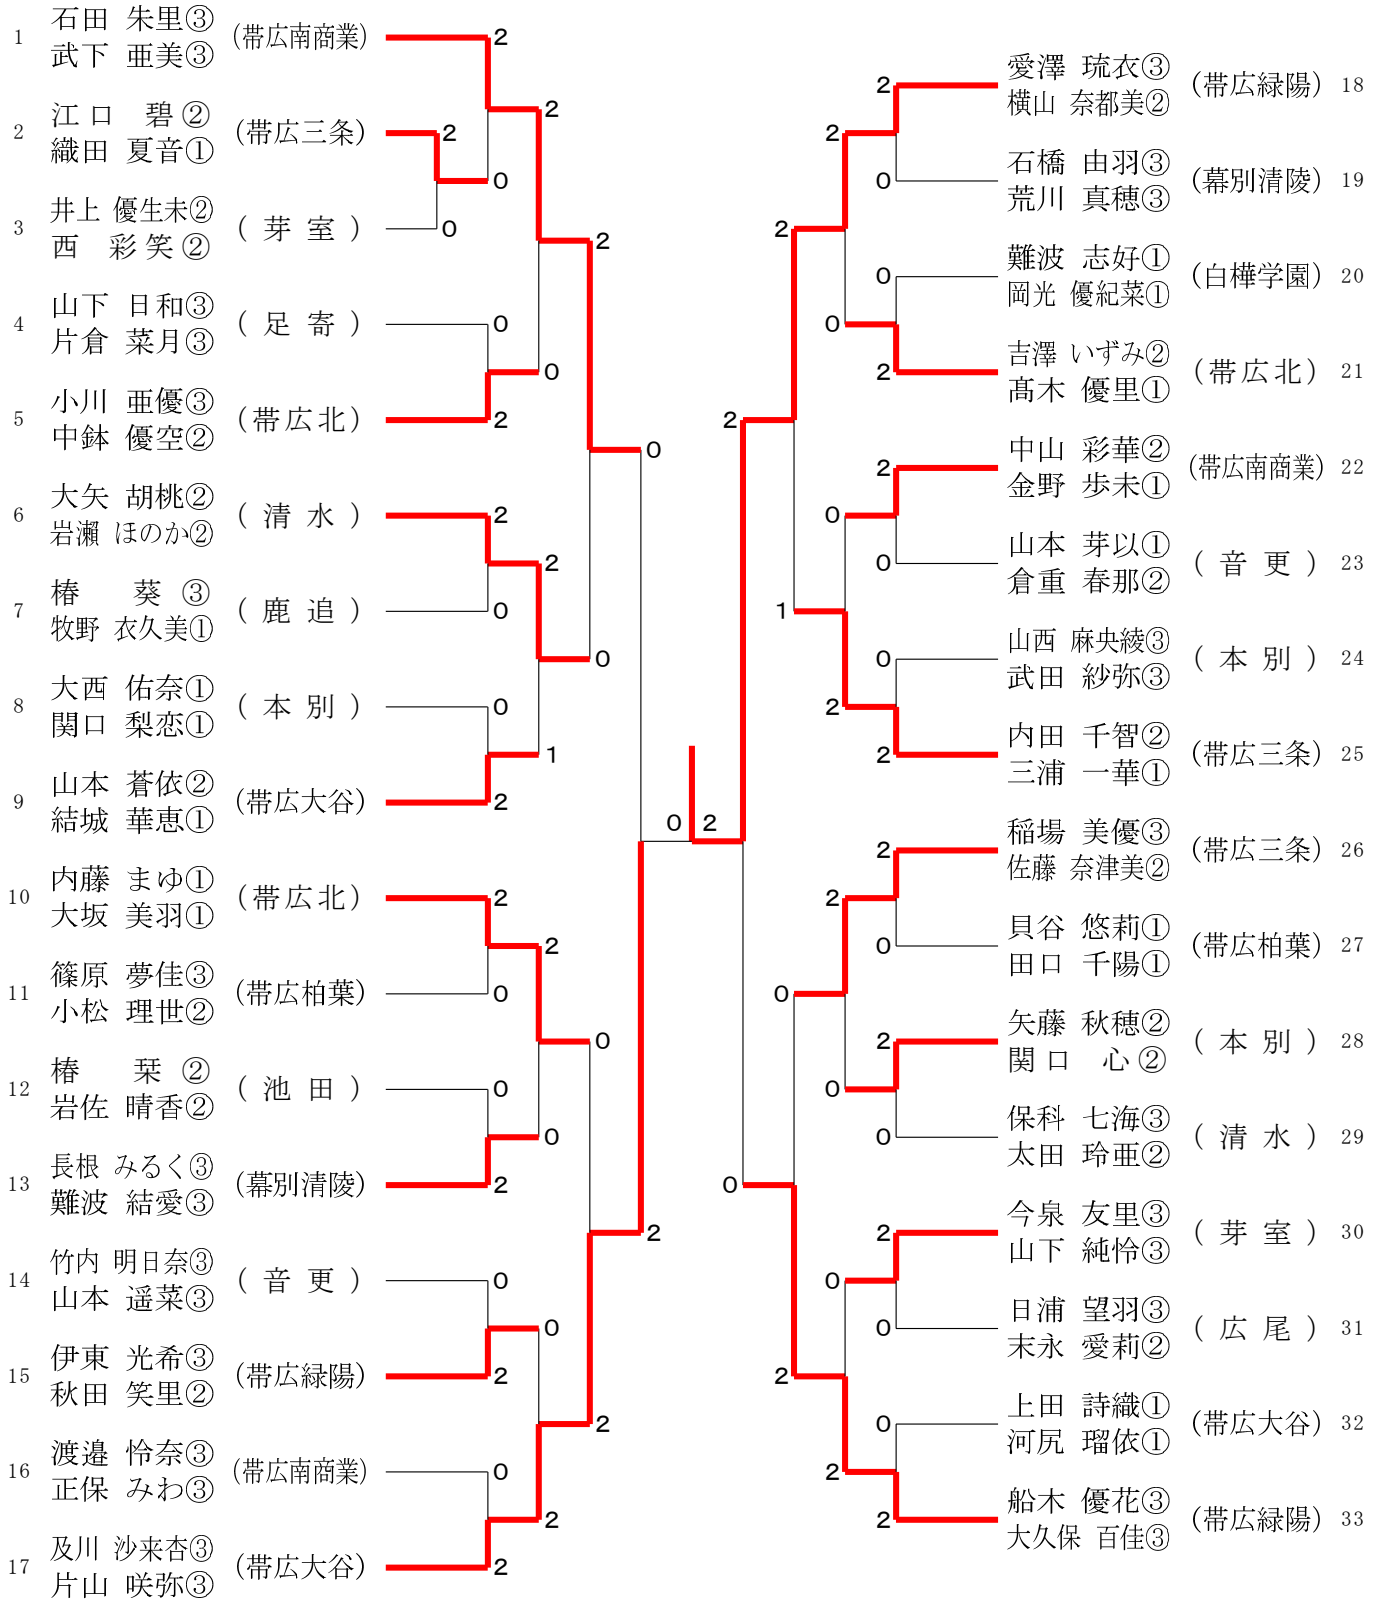 1 石田 朱里③ (帯広南商業) 2
武下 亜美③
2 江口 碧② (帯広三条) 2
織田 夏音①
3 井上 優生未② (芽室) 0
西 彩笑②
4 山下 日和③ (足寄) 0
片倉 菜月③
5 小川 亜優③ (帯広北) 2
中鉢 優空②
6 大矢 胡桃② (清水) 2
岩瀬 ほのか②
7 椿 葵③ (鹿追) 0
牧野 衣久美①
8 大西 佑奈① (本別) 0
関口 梨恋①
9 山本 蒼依② (帯広大谷) 2
結城 華恵①
10 内藤 まゆ① (帯広北) 2
大坂 美羽①
11 篠原 夢佳③ (帯広柏葉) 0
小松 理世②
12 椿 栞② (池田) 0
岩佐 晴香②
13 長根 みるく③ (幕別清陵) 2
難波 結愛③
14 竹内 明日奈③ (音更) 0
山本 遥菜③
15 伊東 光希③ (帯広緑陽) 2
秋田 笑里②
16 渡邉 怜奈③ (帯広南商業) 0
正保 みわ③
17 及川 沙来杏③ (帯広大谷) 2
片山 咲弥③
2
0
0
2
1
2
0
0
2
2
0
0
2
0
2
0 2
2
0
2
1
0
2
2
0
0
2
2
0
0
2
2 愛澤 琉衣③ (帯広緑陽) 18
横山 奈都美②
0 石橋 由羽③ (幕別清陵) 19
荒川 真穂③
0 難波 志好① (白樺学園) 20
岡光 優紀菜①
2 吉澤 いずみ② (帯広北) 21
髙木 優里①
2 中山 彩華② (帯広南商業) 22
金野 歩未①
0 山本 芽以① (音更) 23
倉重 春那②
0 山西 麻央綾③ (本別) 24
武田 紗弥③
2 内田 千智② (帯広三条) 25
三浦 一華①
2 稲場 美優③ (帯広三条) 26
佐藤 奈津美②
0 貝谷 悠莉① (帯広柏葉) 27
田口 千陽①
2 矢藤 秋穂② (本別) 28
関口 心②
0 保科 七海③ (清水) 29
太田 玲亜②
2 今泉 友里③ (芽室) 30
山下 純怜③
0 日浦 望羽③ (広尾) 31
末永 愛莉②
0 上田 詩織① (帯広大谷) 32
河尻 瑠依①
2 船木 優花③ (帯広緑陽) 33
大久保 百佳③